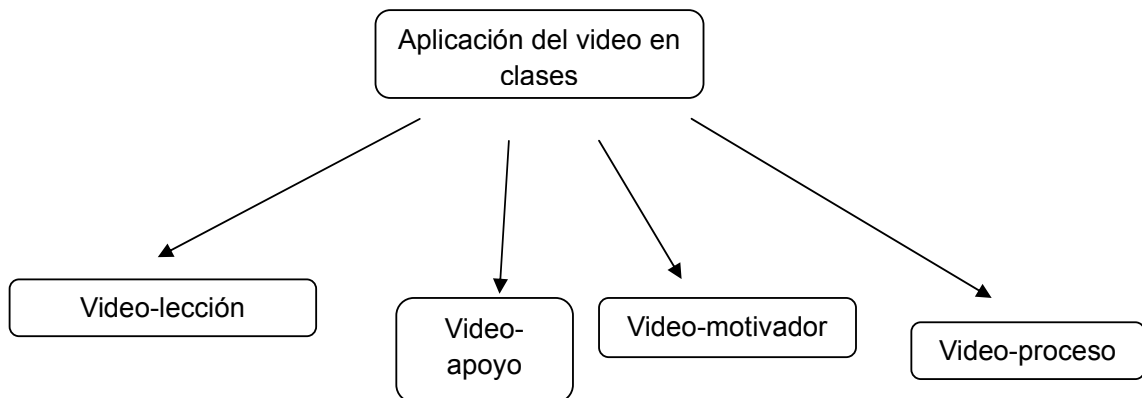 Aplicación del video en
clases
Video-lección
Video-
apoyo
Video-motivador
Video-proceso